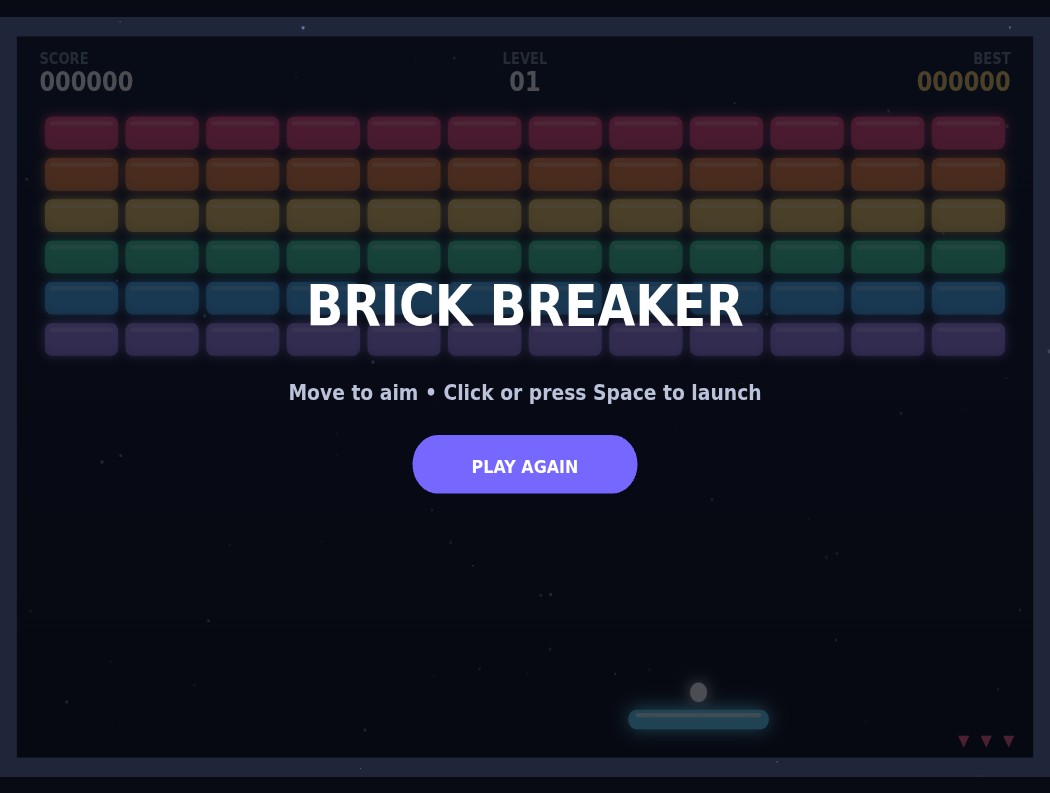 SCORE LEVEL BEST
000000 01 000000
BRICK BREAKER
Move to aim • Click or press Space to launch
PLAY AGAIN